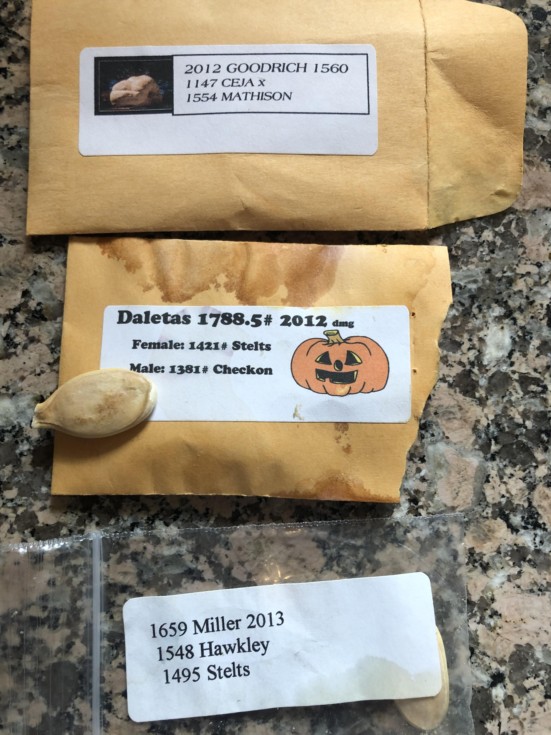 2012 GOODRICH 1560
1147 CEJA x
1554 MATHISON
Daletas 1788.5# 2012 dmg
Female: 1421# Stelts
Male: 1381# Checkon
1659 Miller 2013
1548 Hawkley
1495 Stelts